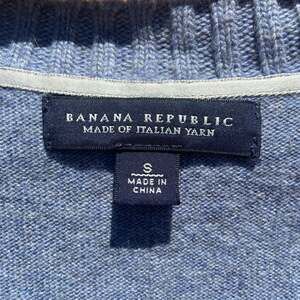 BANANA REPUBLIC
MADE OF ITALIAN YARN
S
MADE IN
CHINA